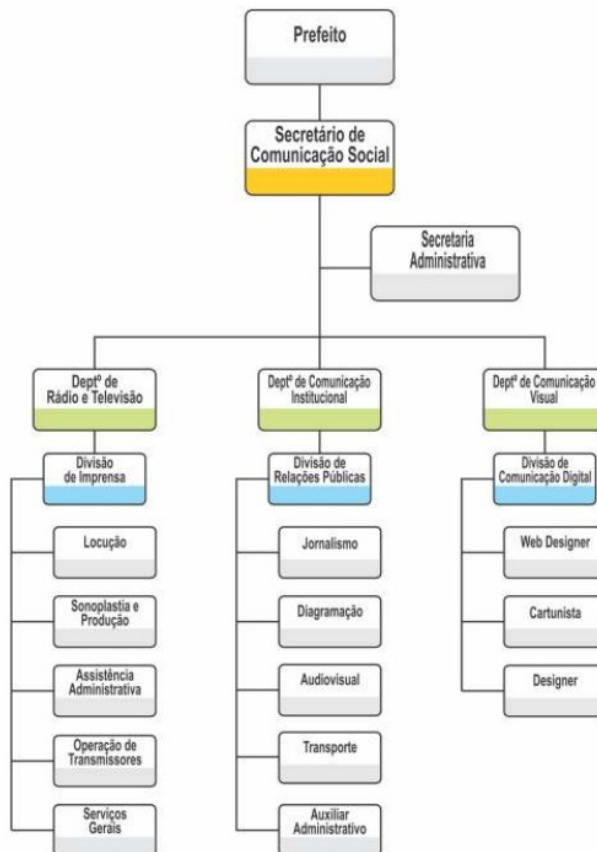 Prefeito
Secretário de
Comunicação Social
Secretaria
Administrativa
Deptº de
Rádio e Televisão
Deptº de Comunicação
Institucional
Deptº de Comunicação
Visual
Divisão
de Imprensa
Divisão de
Relações Públicas
Divisão de
Comunicação Digital
Locução
Jornalismo
Web Designer
Sonoplastia e
Produção
Diagramação
Cartunista
Assistência
Administrativa
Audiovisual
Designer
Operação de
Transmissores
Transporte
Serviços
Gerais
Auxiliar
Administrativo